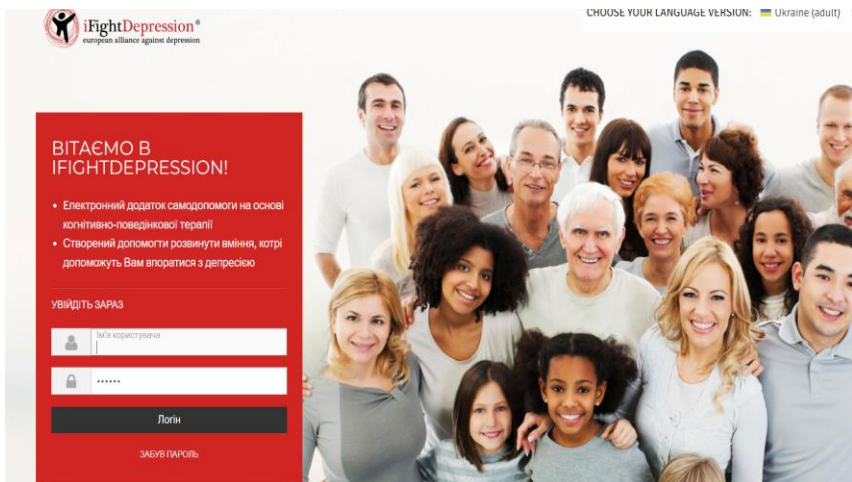 iFightDepression®
european alliance against depression
CHOOSE YOUR LANGUAGE VERSION: Ukraine (adult)
ВІТАЄМО В
IFIGHTDEPRESSION!
• Електронний додаток самодопомоги на основі
когнітивно-поведінкової терапії
• Створений допомогти розвинути вміння, котрі
допоможуть Вам впоратися з депресією
УВІЙДІТЬ ЗАРАЗ
Ім'я користувача
••••••
Логін
ЗАБУВ ПАРОЛЬ